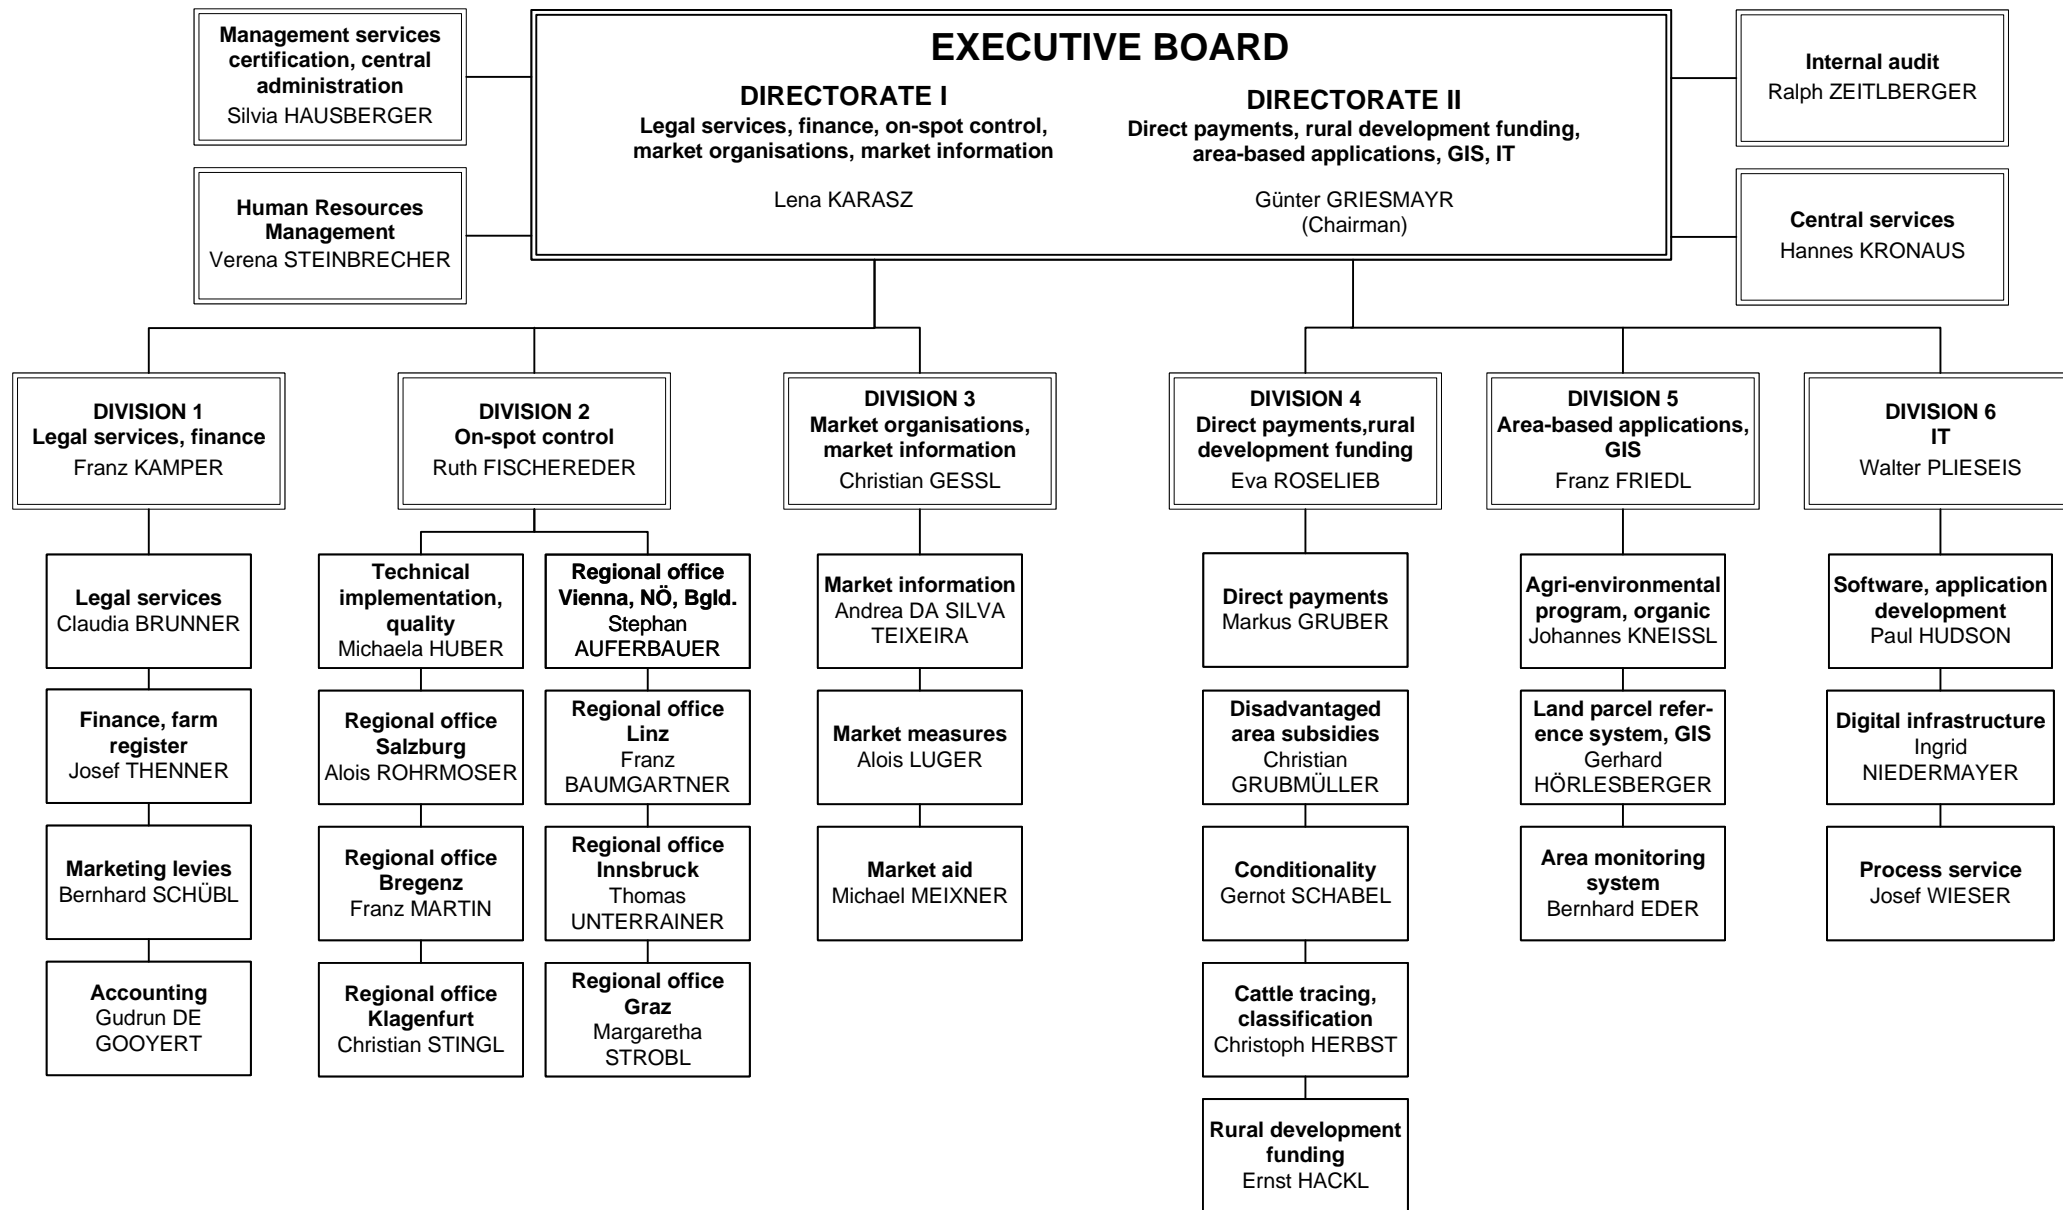 Management services
certification, central
administration
Silvia HAUSBERGER
Human Resources
Management
Verena STEINBRECHER
EXECUTIVE BOARD
DIRECTORATE I
Legal services, finance, on-spot control,
market organisations, market information
Lena KARASZ
DIRECTORATE II
Direct payments, rural development funding,
area-based applications, GIS, IT
Günter GRIESMAYR
(Chairman)
Internal audit
Ralph ZEITLBERGER
Central services
Hannes KRONAUS
DIVISION 1
Legal services, finance
Franz KAMPER
DIVISION 2
On-spot control
Ruth FISCHEREDER
DIVISION 3
Market organisations,
market information
Christian GESSL
DIVISION 4
Direct payments,rural
development funding
Eva ROSELIEB
DIVISION 5
Area-based applications,
GIS
Franz FRIEDL
DIVISION 6
IT
Walter PLIESEIS
Legal services
Claudia BRUNNER
Finance, farm
register
Josef THENNER
Marketing levies
Bernhard SCHÜBL
Accounting
Gudrun DE
GOOYERT
Technical
implementation,
quality
Michaela HUBER
Regional office
Salzburg
Alois ROHRMOSER
Regional office
Bregenz
Franz MARTIN
Regional office
Klagenfurt
Christian STINGL
Regional office
Vienna, NÖ, Bgld.
Stephan
AUFERBAUER
Regional office
Linz
Franz
BAUMGARTNER
Regional office
Innsbruck
Thomas
UNTERRAINER
Regional office
Graz
Margaretha
STROBL
Market information
Andrea DA SILVA
TEIXEIRA
Market measures
Alois LUGER
Market aid
Michael MEIXNER
Direct payments
Markus GRUBER
Disadvantaged
area subsidies
Christian
GRUBMÜLLER
Conditionality
Gernot SCHABEL
Cattle tracing,
classification
Christoph HERBST
Rural development
funding
Ernst HACKL
Agri-environmental
program, organic
Johannes KNEISSL
Land parcel refer-
ence system, GIS
Gerhard
HÖRLESBERGER
Area monitoring
system
Bernhard EDER
Software, application
development
Paul HUDSON
Digital infrastructure
Ingrid
NIEDERMAYER
Process service
Josef WIESER